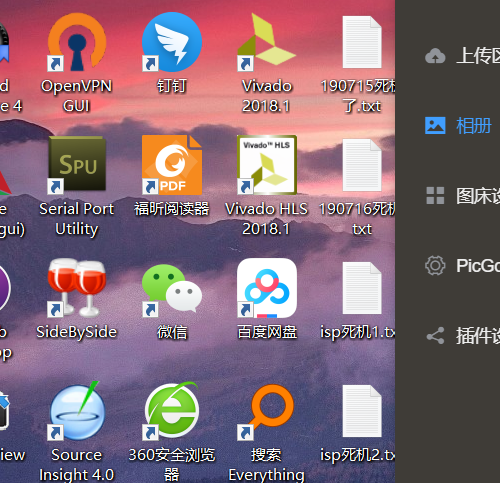 d
e 4
OpenVPN
GUI
钉钉
Vivado
2018.1
190715死机
了.txt
e
gui)
SPU
Serial Port
Utility
PDF
福昕阅读器
Vivado™ HLS
Vivado HLS
2018.1
190716死机
txt
o
op
SideBySide
微信
百度网盘
isp死机1.tx
iew
Source
Insight 4.0
360安全浏览
器
搜索
Everything
isp死机2.tx
上传区
相册
图床设
PicGo
插件设